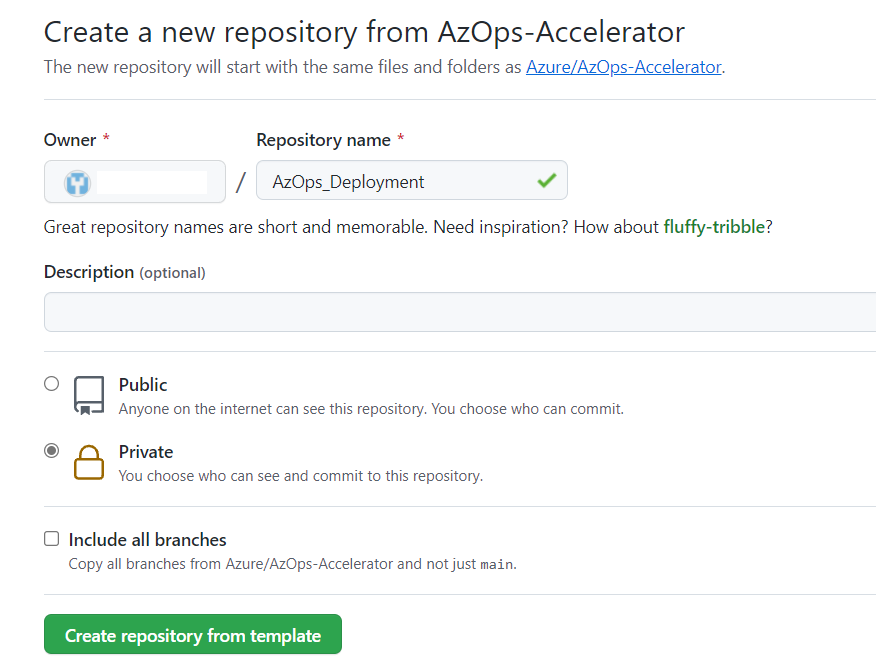 Create a new repository from AzOps-Accelerator
The new repository will start with the same files and folders as Azure/AzOps-Accelerator.
Owner * Repository name *
/ AzOps_Deployment
Great repository names are short and memorable. Need inspiration? How about fluffy-tribble?
Description (optional)
Public
Anyone on the internet can see this repository. You choose who can commit.
Private
You choose who can see and commit to this repository.
Include all branches
Copy all branches from Azure/AzOps-Accelerator and not just main.
Create repository from template